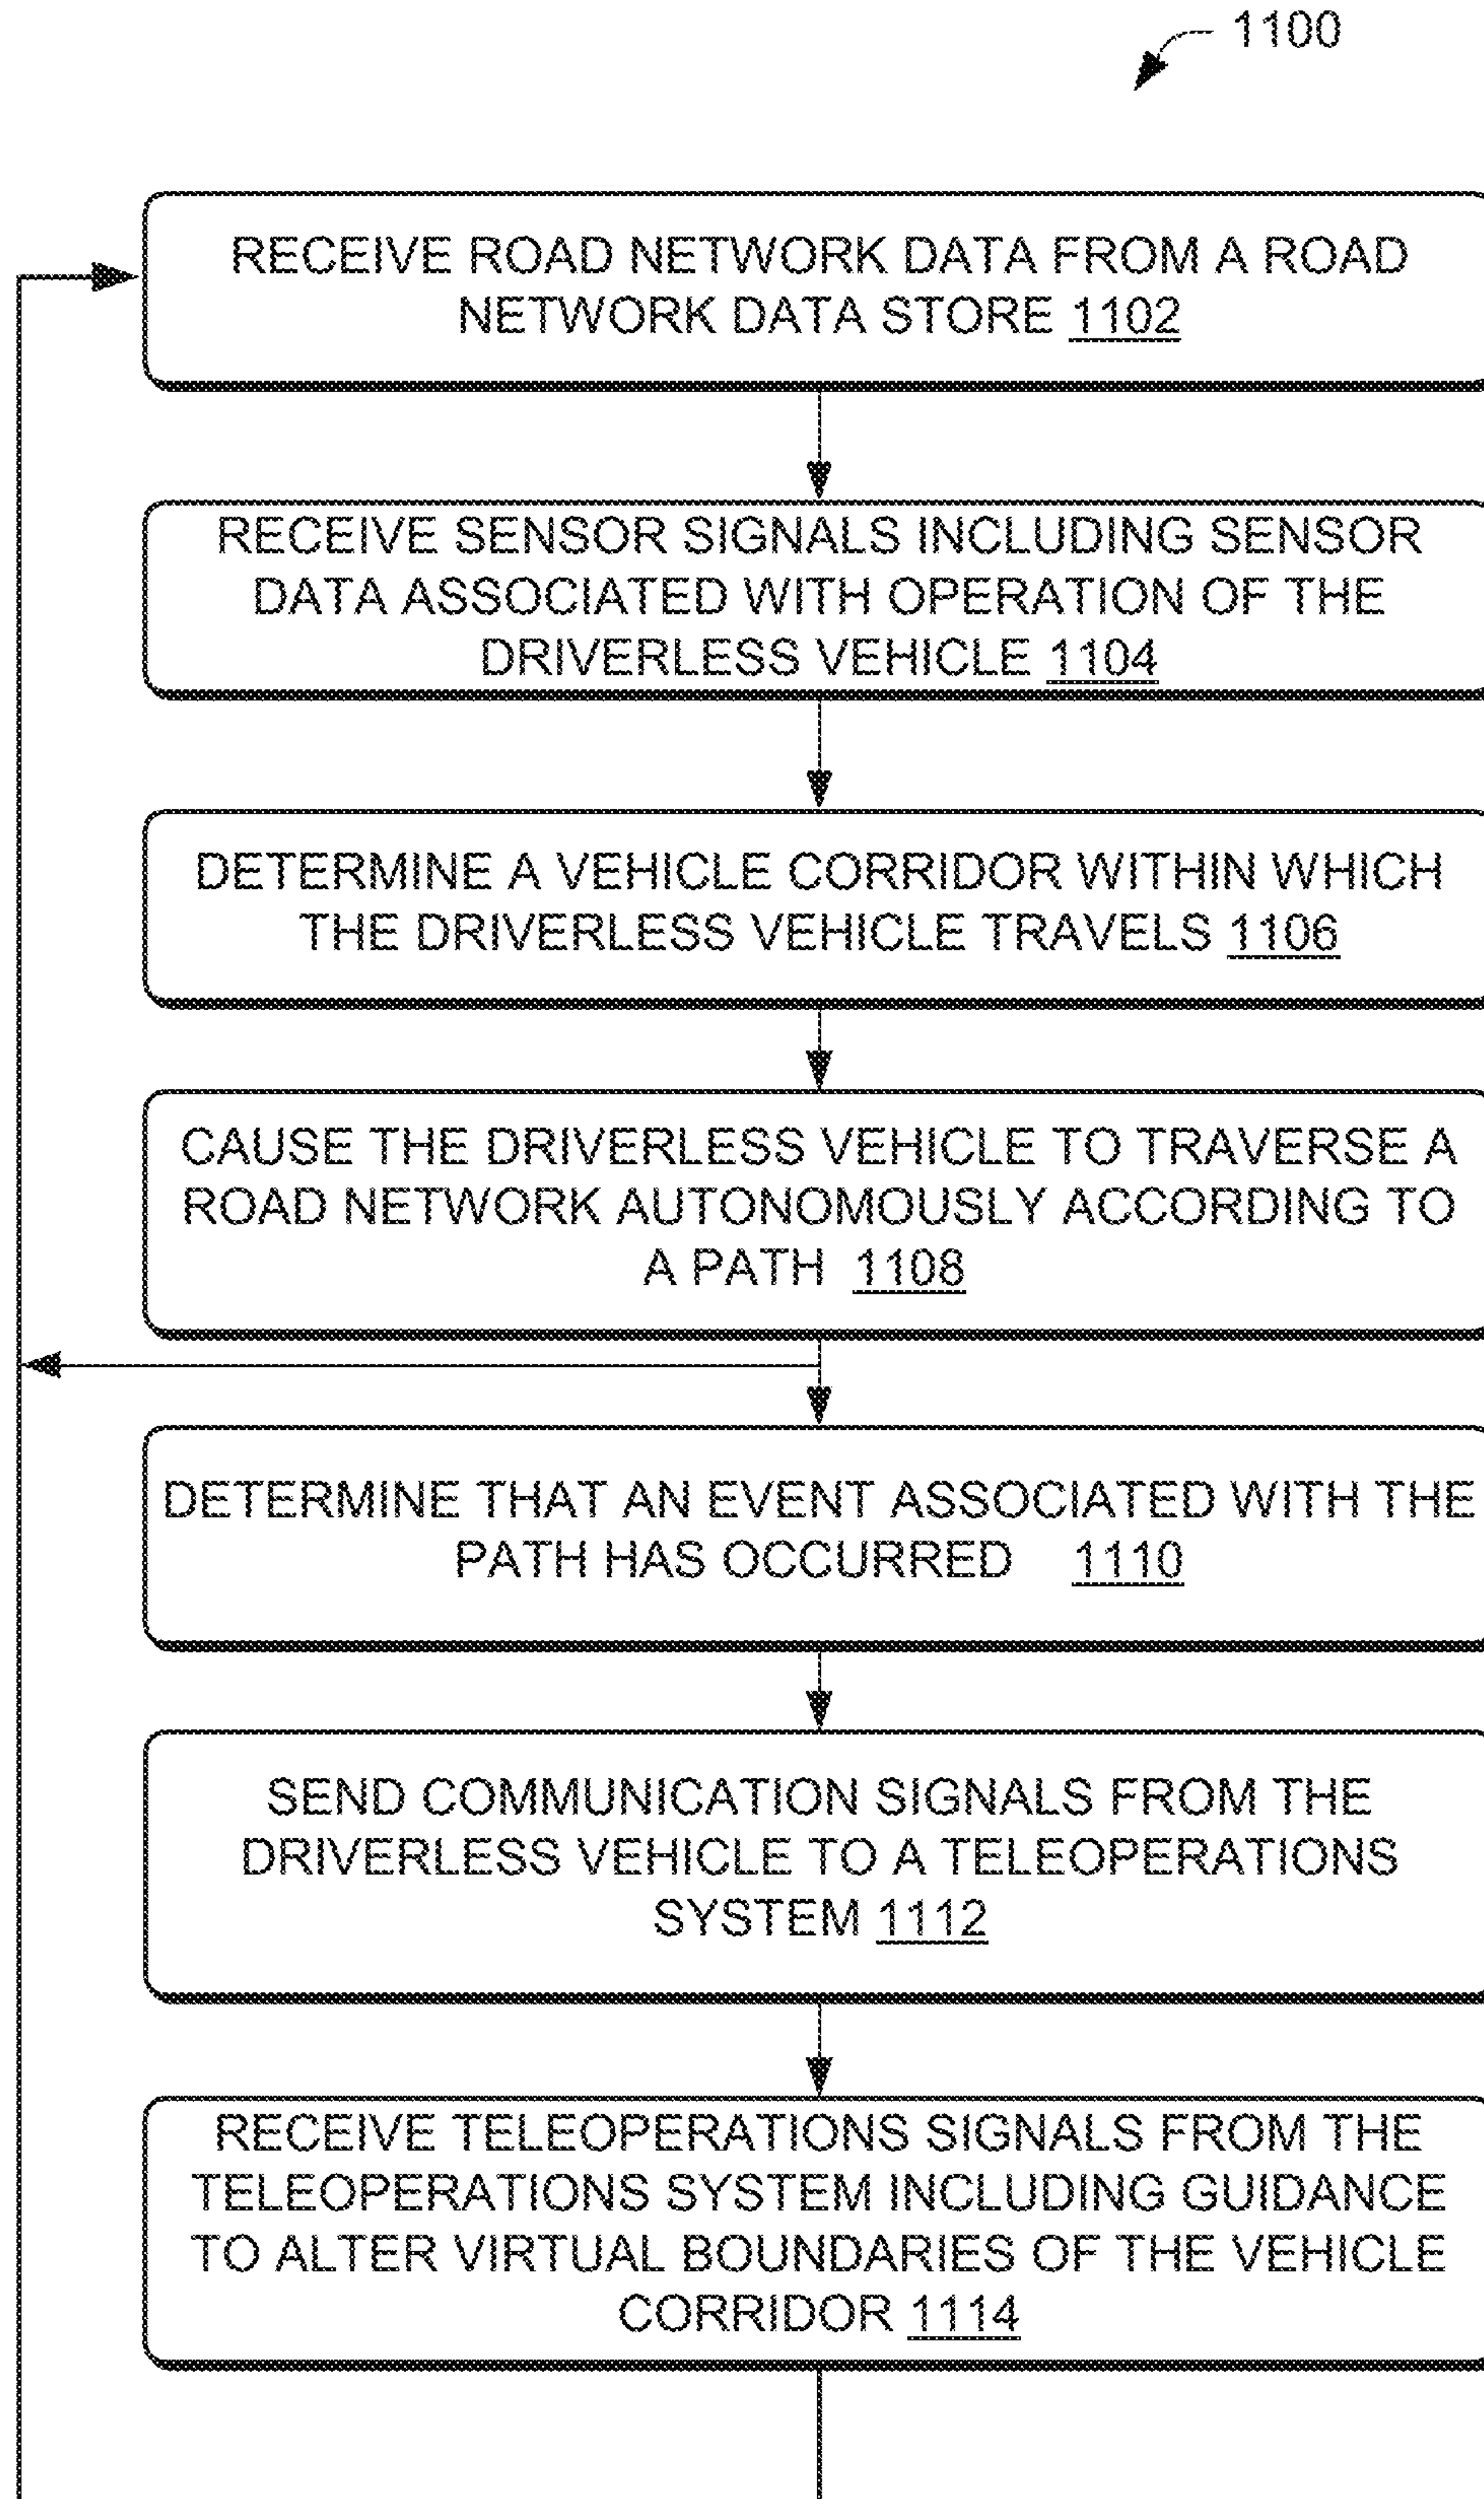 1100
RECEIVE ROAD NETWORK DATA FROM A ROAD
NETWORK DATA STORE 1102
RECEIVE SENSOR SIGNALS INCLUDING SENSOR
DATA ASSOCIATED WITH OPERATION OF THE
DRIVERLESS VEHICLE 1104
DETERMINE A VEHICLE CORRIDOR WITHIN WHICH
THE DRIVERLESS VEHICLE TRAVELS 1106
CAUSE THE DRIVERLESS VEHICLE TO TRAVERSE A
ROAD NETWORK AUTONOMOUSLY ACCORDING TO
A PATH 1108
DETERMINE THAT AN EVENT ASSOCIATED WITH THE
PATH HAS OCCURRED 1110
SEND COMMUNICATION SIGNALS FROM THE
DRIVERLESS VEHICLE TO A TELEOPERATIONS
SYSTEM 1112
RECEIVE TELEOPERATIONS SIGNALS FROM THE
TELEOPERATIONS SYSTEM INCLUDING GUIDANCE
TO ALTER VIRTUAL BOUNDARIES OF THE VEHICLE
CORRIDOR 1114